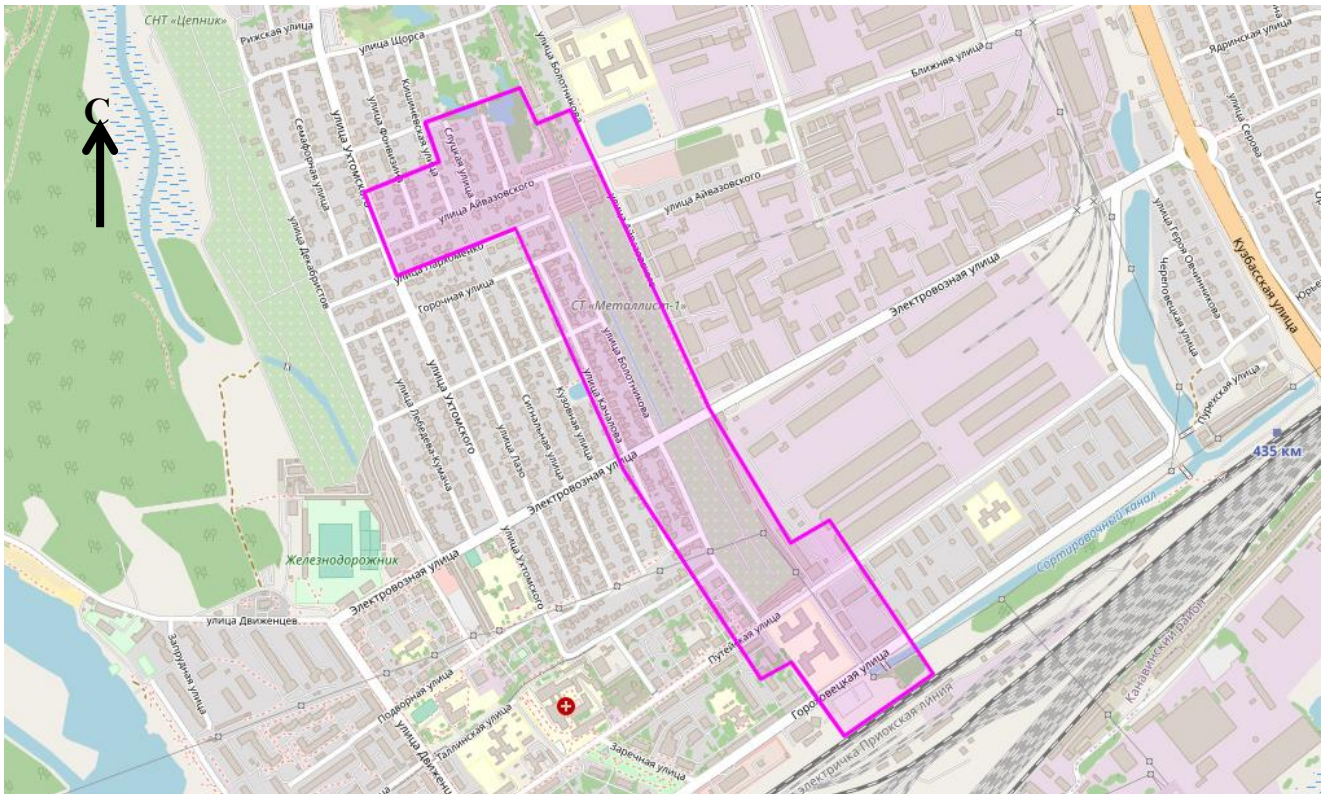 СНТ «Цепник»
Рижская улица
улица Щорса
улица Болотникова
Ближняя улица
Ядринская улица
С
Кишинёвская улица
улица Фонвизина
Слуцкая улица
Семафорная улица
улица Ухтомского
улица Серова
улица Айвазовского
улица Айвазовского
улица Декабристов
улица Пархоменко
улица Героя Овчинникова
Череповецкая улица
Кузбасская улица
Горочная улица
СТ «Металлист-1»
Электровозная улица
улица Болотникова
улица Качалова
улица Ухтомского
Кузовная улица
Сигнальная улица
улица Лазо
улица Лебедева-Кумача
Пурехская улица
435 км
Электровозная улица
Сортировочный канал
Железнодорожник
улица Ухтомского
Электровозная улица
улица Движенцев
Запрудная улица
Путейская улица
Гороховецкая улица
Канавинский район
Подворная улица
Таллинская улица
Заречная улица
электричка Приокская линия